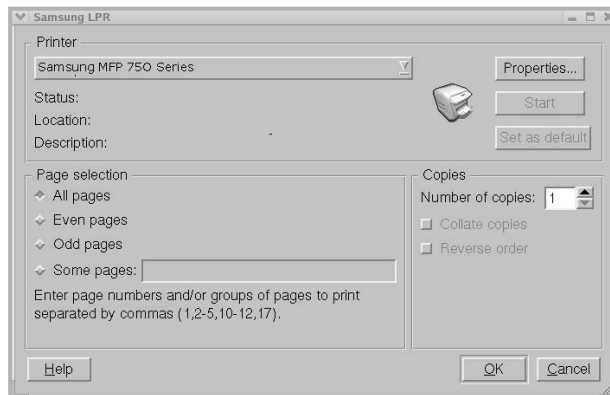 Samsung LPR
Printer
Samsung MFP 750 Series
Properties...
Status:
Start
Location:
Set as default
Description:
Page selection
All pages
Even pages
Odd pages
Some pages:
Enter page numbers and/or groups of pages to print
separated by commas (1,2-5,10-12,17).
Copies
Number of copies: 1
Collate copies
Reverse order
Help
OK
Cancel